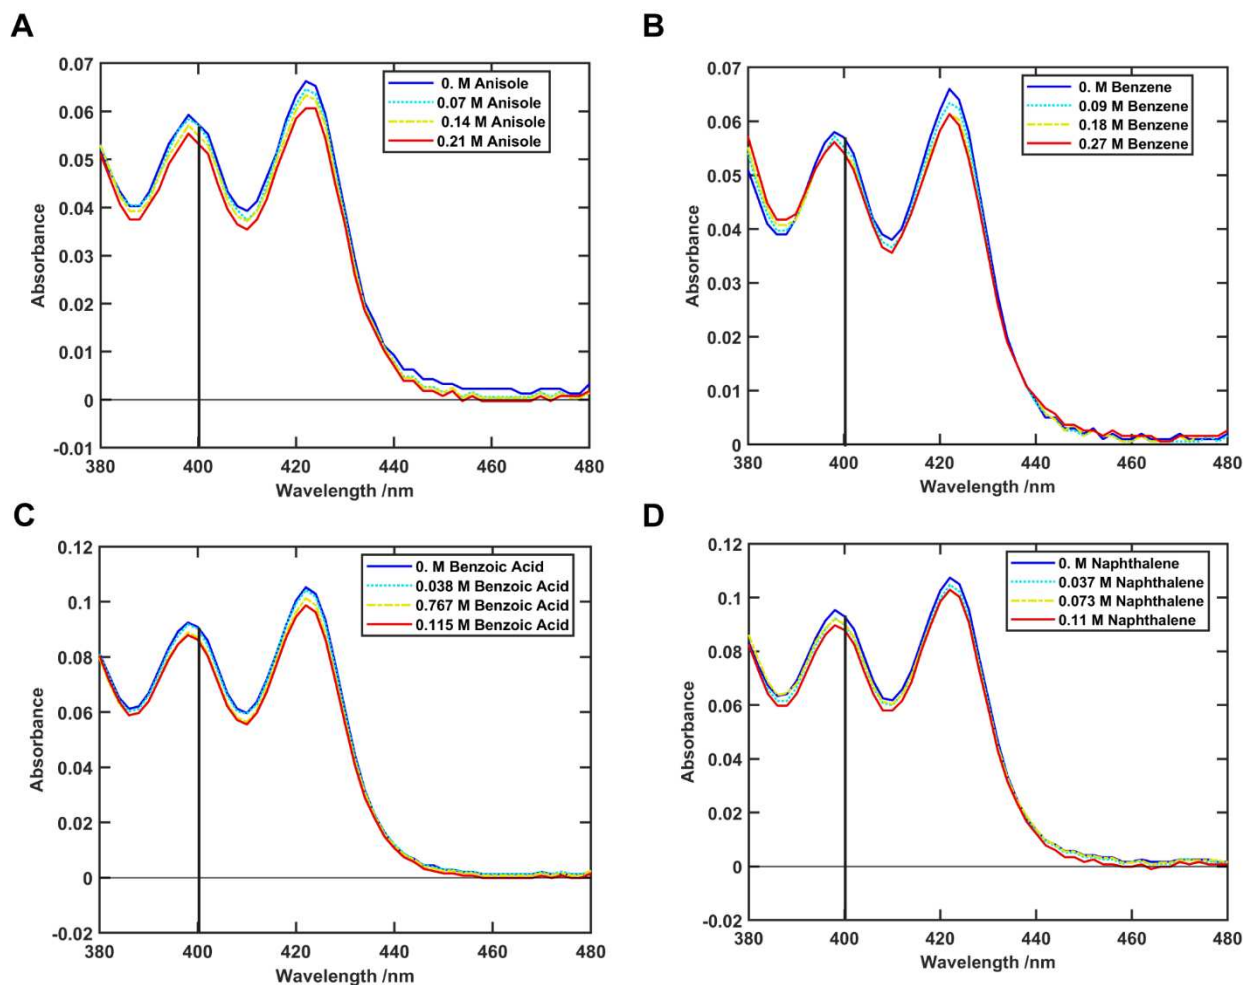 A
0.07
0.06
0.05
0.04
0.03
0.02
0.01
0
-0.01
Absorbance
380
400
420
440
460
480
Wavelength /nm
0. M Anisole
0.07 M Anisole
0.14 M Anisole
0.21 M Anisole
B
0.07
0.06
0.05
0.04
0.03
0.02
0.01
0
Absorbance
380
400
420
440
460
480
Wavelength /nm
0. M Benzene
0.09 M Benzene
0.18 M Benzene
0.27 M Benzene
C
0.12
0.1
0.08
0.06
0.04
0.02
0
-0.02
Absorbance
380
400
420
440
460
480
Wavelength /nm
0. M Benzoic Acid
0.038 M Benzoic Acid
0.767 M Benzoic Acid
0.115 M Benzoic Acid
D
0.12
0.1
0.08
0.06
0.04
0.02
0
-0.02
Absorbance
380
400
420
440
460
480
Wavelength /nm
0. M Naphthalene
0.037 M Naphthalene
0.073 M Naphthalene
0.11 M Naphthalene